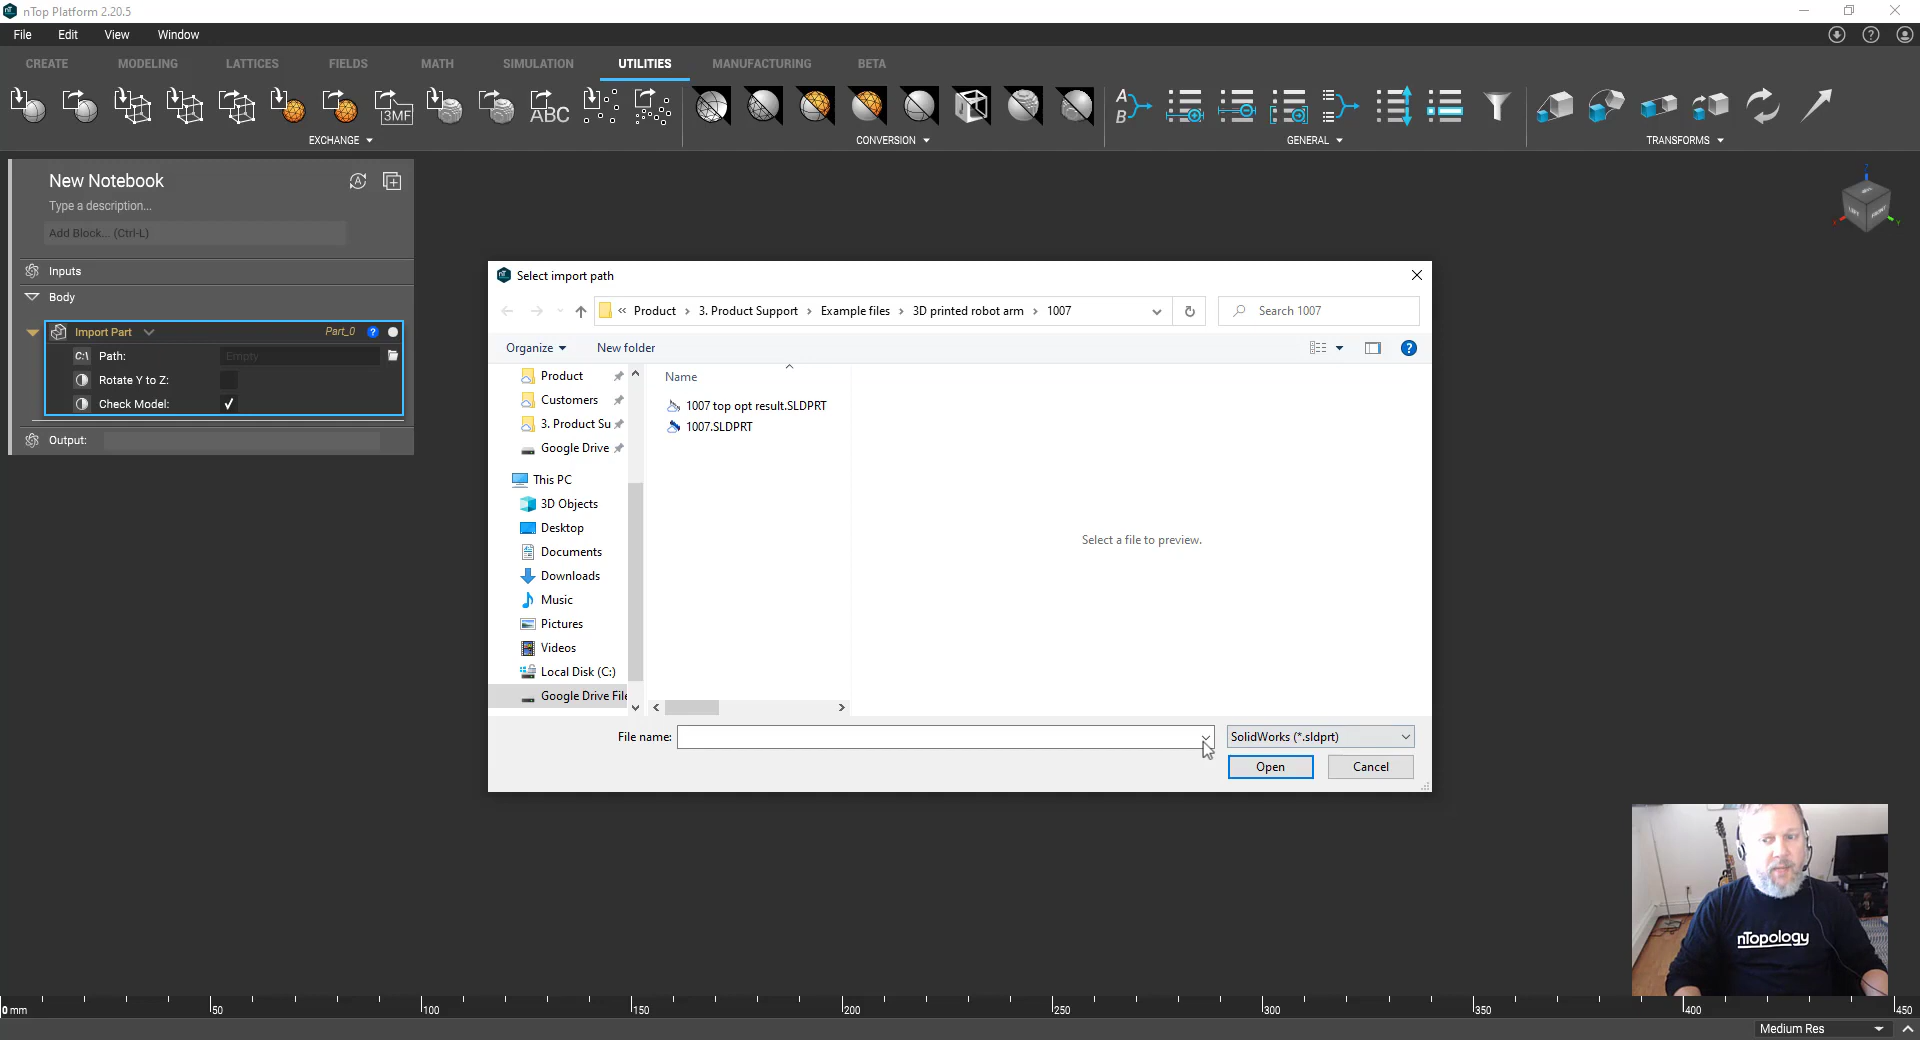 nTop Platform 2.20.5
File Edit View Window
CREATE MODELING LATTICES FIELDS MATH SIMULATION UTILITIES MANUFACTURING BETA
3MF ABC A B
EXCHANGE CONVERSION GENERAL TRANSFORMS
New Notebook
Type a description...
Add Block... (Ctrl-L)
Inputs
Body
Import Part Part_0 ?
C:\ Path: Empty
Rotate Y to Z:
Check Model:
Output:
LEFT FRONT
Select import path
« Product › 3. Product Support › Example files › 3D printed robot arm › 1007
Search 1007
Organize New folder
Product
Customers
3. Product Su
Google Drive
This PC
3D Objects
Desktop
Documents
Downloads
Music
Pictures
Videos
Local Disk (C:)
Google Drive File
Name
1007 top opt result.SLDPRT
1007.SLDPRT
Select a file to preview.
File name: SolidWorks (*.sldprt)
Open Cancel
nTopology
0 mm 50 100 150 200 250 300 350 400 450
Medium Res